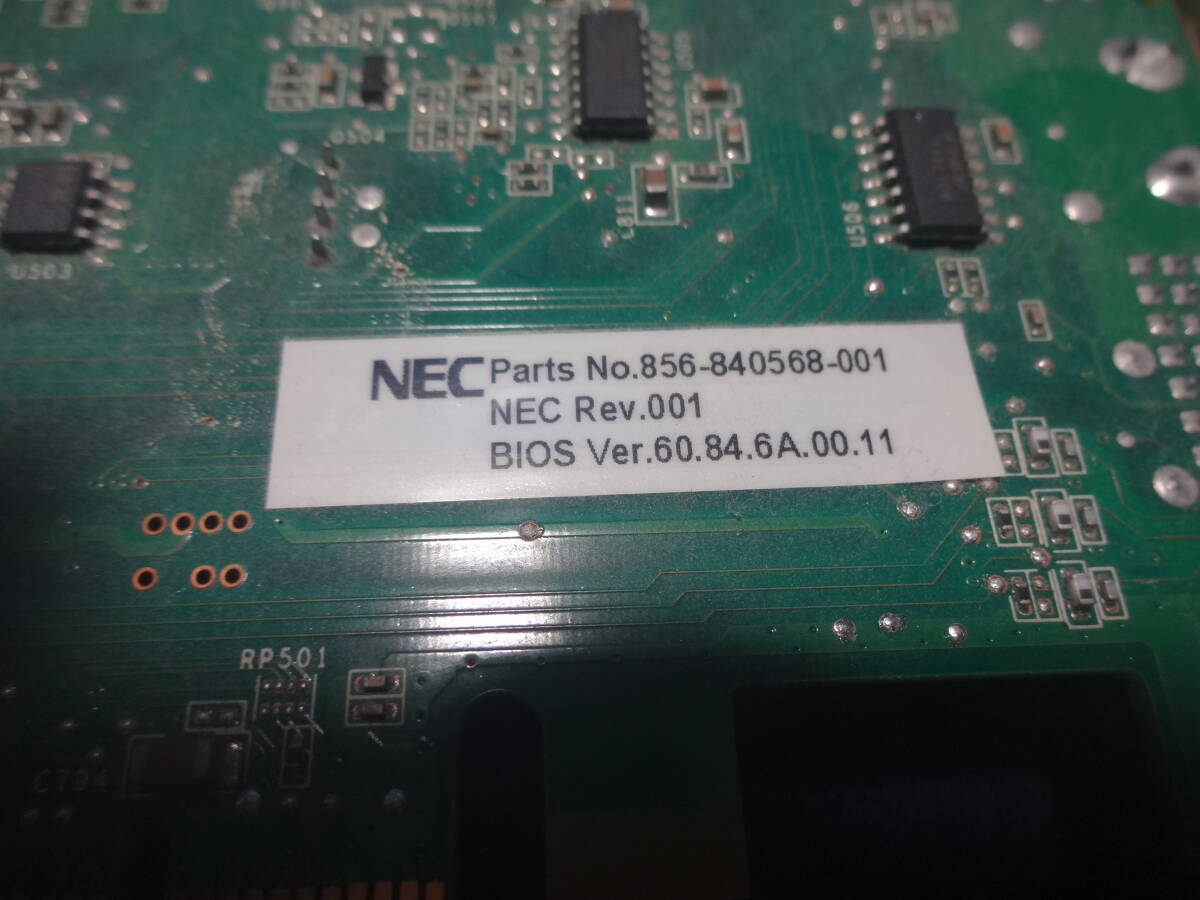 U503
C811
U506
NEC Parts No.856-840568-001
NEC Rev.001
BIOS Ver.60.84.6A.00.11
RP501
C794